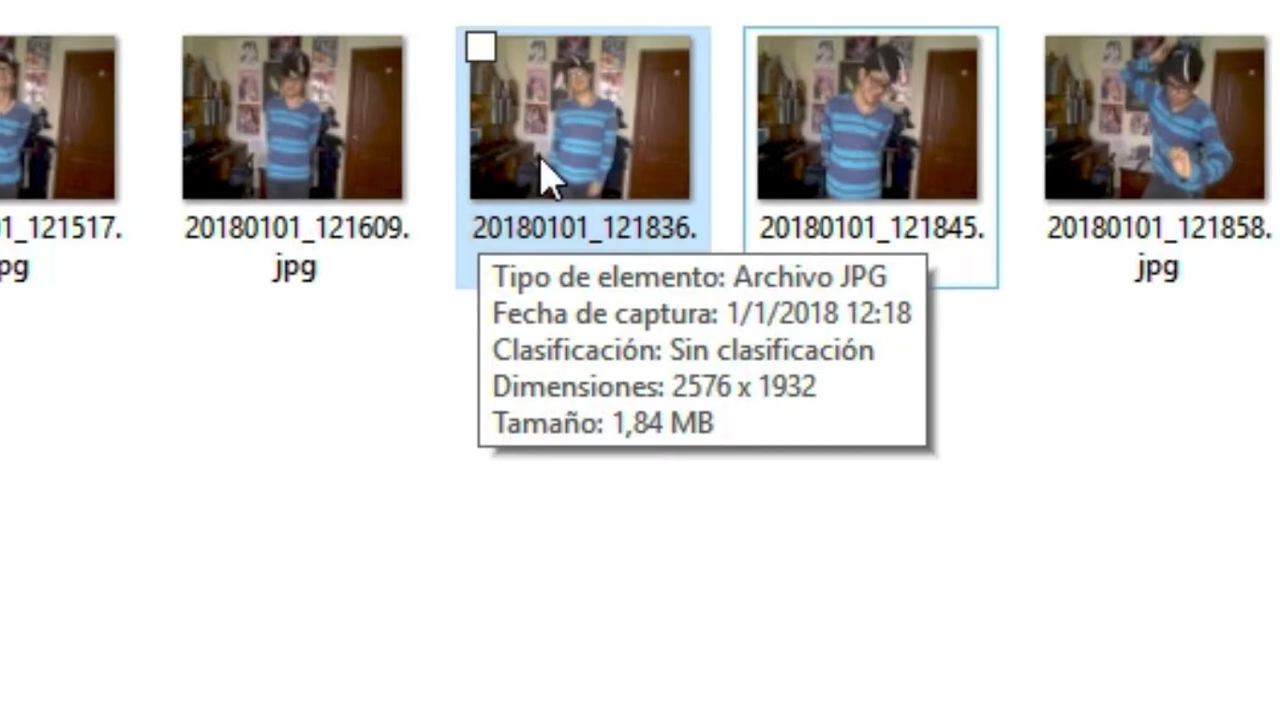 1_121517.
pg
20180101_121609.
jpg
20180101_121836.
20180101_121845.
20180101_121858.
jpg
Tipo de elemento: Archivo JPG
Fecha de captura: 1/1/2018 12:18
Clasificación: Sin clasificación
Dimensiones: 2576 x 1932
Tamaño: 1,84 MB